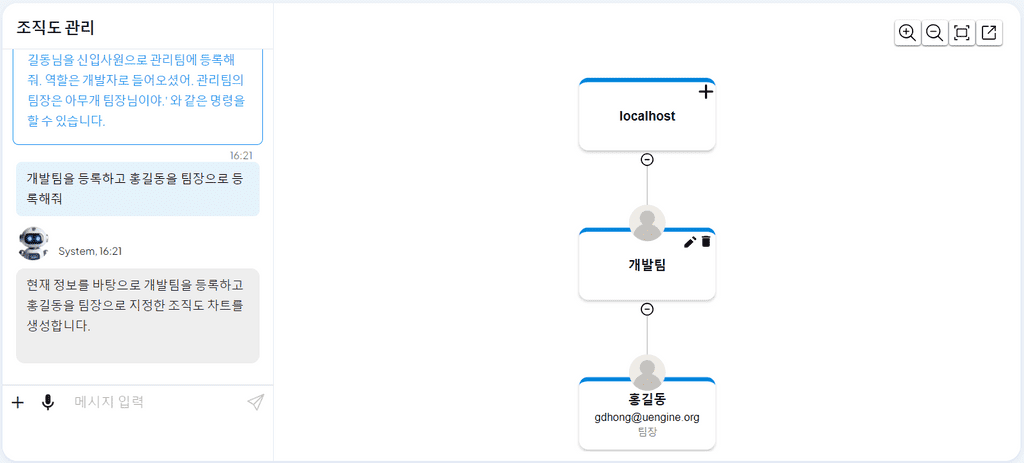 조직도 관리
길동님을 신입사원으로 관리팀에 등록해
줘. 역할은 개발자로 들어오셨어. 관리팀의
팀장은 아무개 팀장님이야.' 와 같은 명령을
할 수 있습니다.
16:21
개발팀을 등록하고 홍길동을 팀장으로 등
록해줘
System, 16:21
현재 정보를 바탕으로 개발팀을 등록하고
홍길동을 팀장으로 지정한 조직도 차트를
생성합니다.
메시지 입력
localhost
개발팀
홍길동
gdhong@uengine.org
팀장